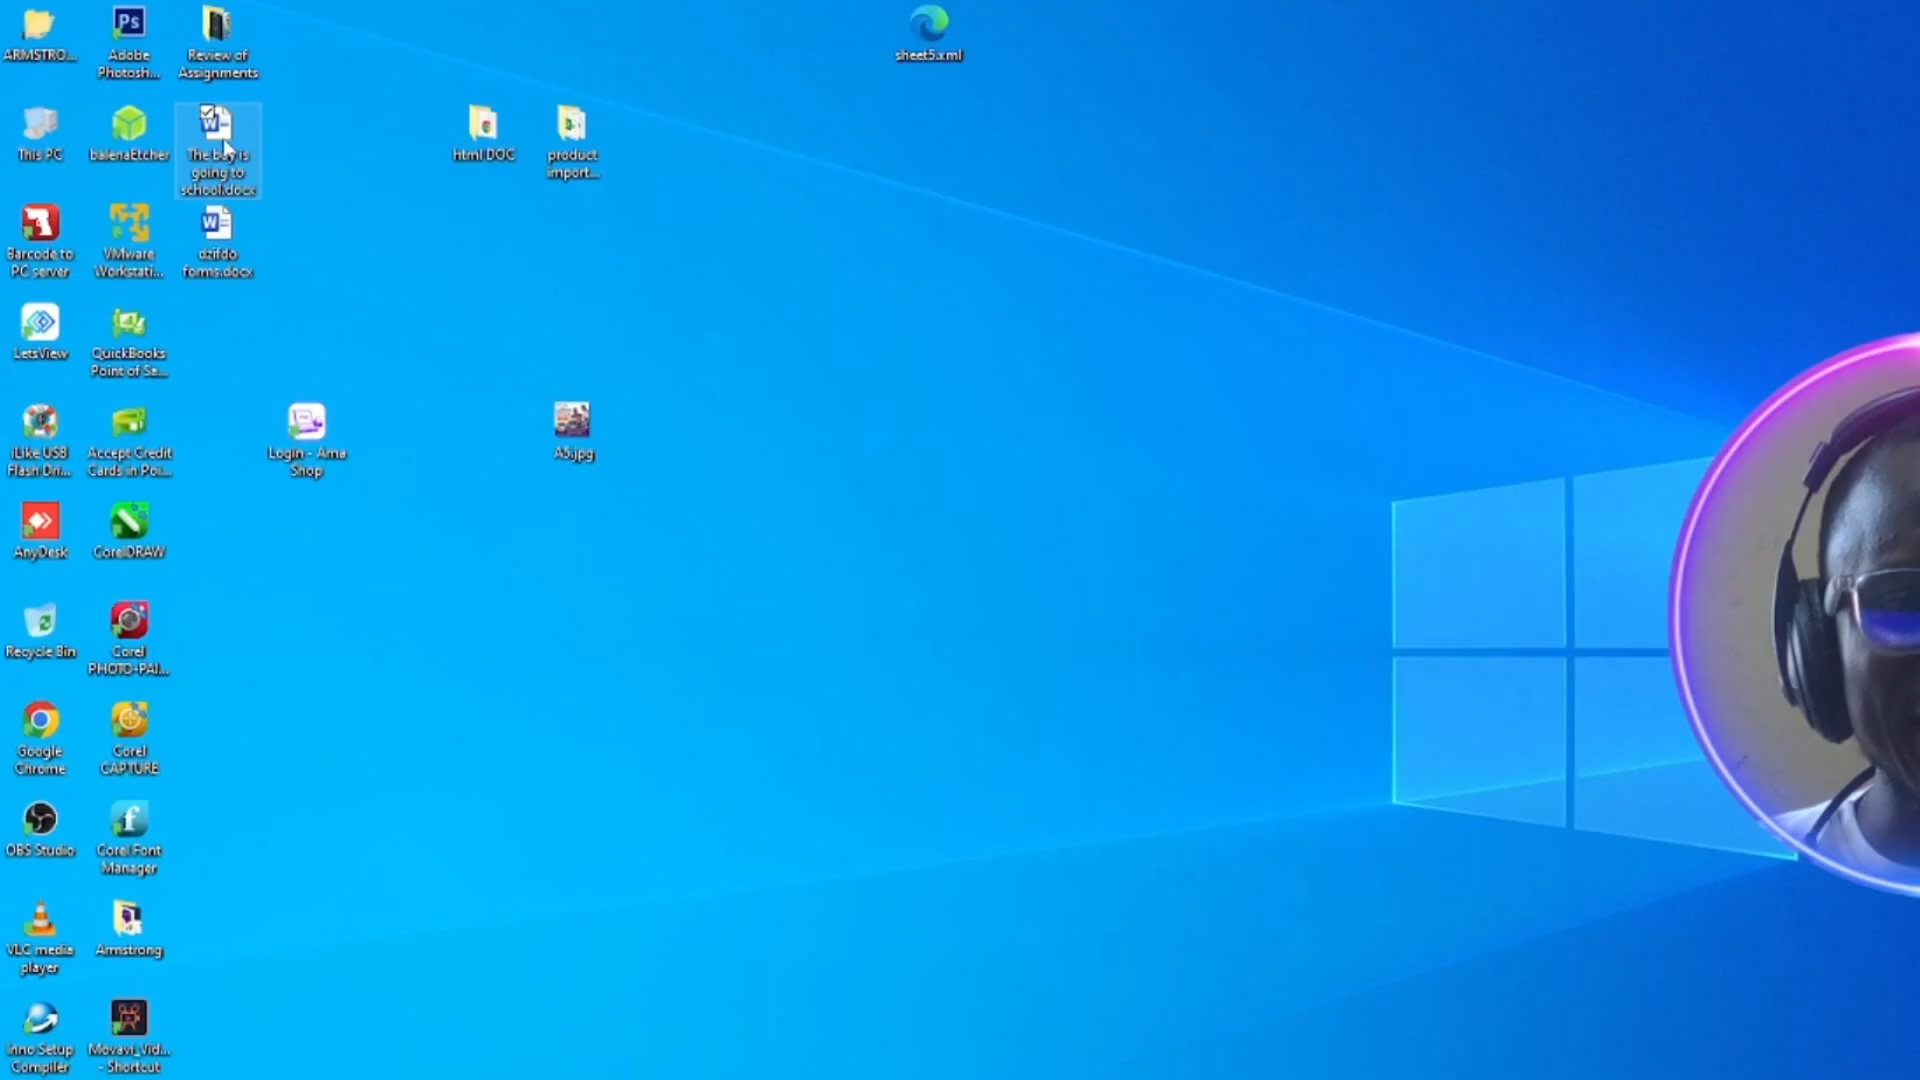 ARMSTRO...
Adobe
Photosh...
Review of
Assignments
sheet5.xml
This PC
balenaEtcher
The boy is
going to
school.docx
html DOC
product
import...
Barcode to
PC server
VMware
Workstati...
dzifdo
forms.docx
LetsView
QuickBooks
Point of Sa...
iLike USB
Flash Dri...
Accept Credit
Cards in Poi...
Login - Ama
Shop
A5.jpg
AnyDesk
CorelDRAW
Recycle Bin
Corel
PHOTO-PAI...
Google
Chrome
Corel
CAPTURE
OBS Studio
Corel Font
Manager
VLC media
player
Armstrong
Inno Setup
Compiler
Movavi_Vid...
- Shortcut